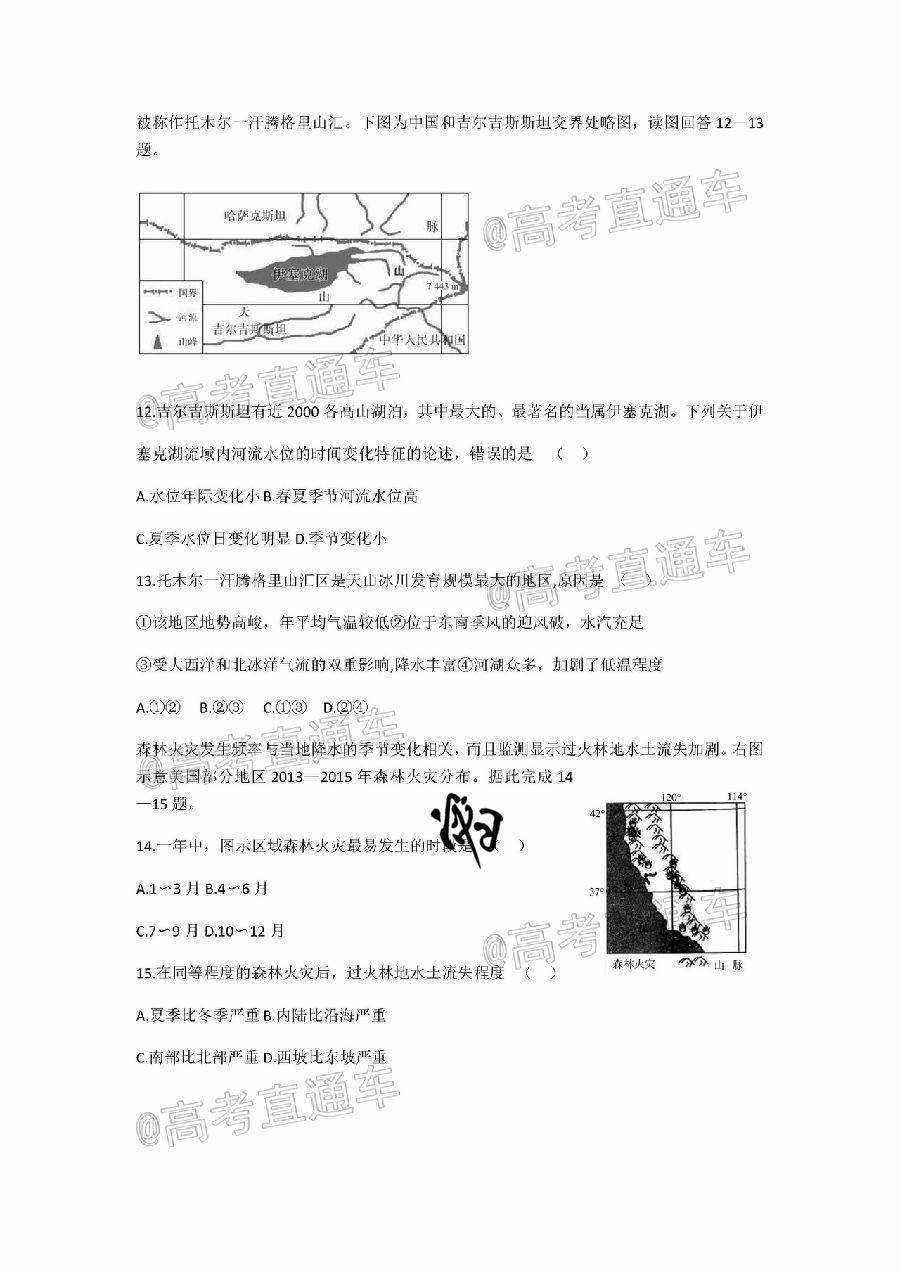 被称作托木尔一汗腾格里山汇。下图为中国和吉尔吉斯斯坦交界处略图，读图回答 12—13
题。
@高考直通车
哈萨克斯坦
脉
伊塞克湖
山
山
7 443 m
国界
天
河流
吉尔吉斯斯坦
山峰
中华人民共和国
@高考直通车
12.吉尔吉斯斯坦有近 2000 各高山湖泊，其中最大的、最著名的当属伊塞克湖。下列关于伊
塞克湖流域内河流水位的时间变化特征的论述，错误的是 （ ）
A.水位年际变化小 B.春夏季节河流水位高
C.夏季水位日变化明显 D.季节变化小
@高考直通车
13.托木尔一汗腾格里山汇区是天山冰川发育规模最大的地区,原因是 （ ）
①该地区地势高峻，年平均气温较低②位于东南季风的迎风破，水汽充足
③受大西洋和北冰洋气流的双重影响,降水丰富④河湖众多，加剧了低温程度
A.①② B.②③ C.①③ D.②④
@高考直通车
森林火灾发生频率与当地降水的季节变化相关，而且监测显示过火林地水土流失加剧。右图
示意美国部分地区 2013—2015 年森林火灾分布。据此完成 14
—15 题。
120° 114°
42°
14.一年中，图示区域森林火灾最易发生的时段是 （ ）
A.1∽3 月 B.4∽6 月
37°
C.7∽9 月 D.10∽12 月
@高考直通车
森林火灾 山 脉
15.在同等程度的森林火灾后，过火林地水土流失程度 （ ）
A.夏季比冬季严重 B.内陆比沿海严重
C.南部比北部严重 D.西坡比东坡严重
@高考直通车